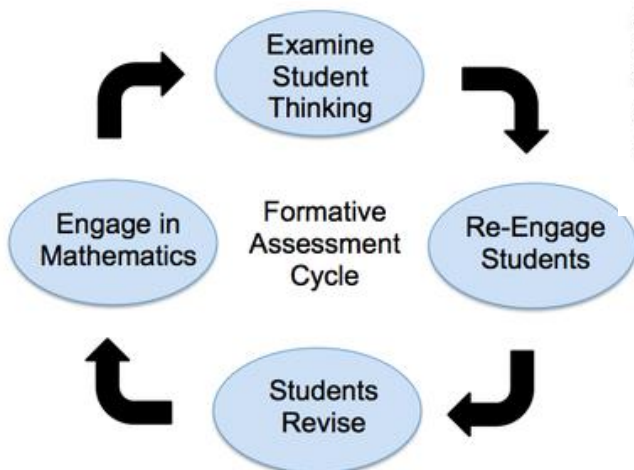 Examine
Student
Thinking
Engage in
Mathematics
Formative
Assessment
Cycle
Re-Engage
Students
Students
Revise